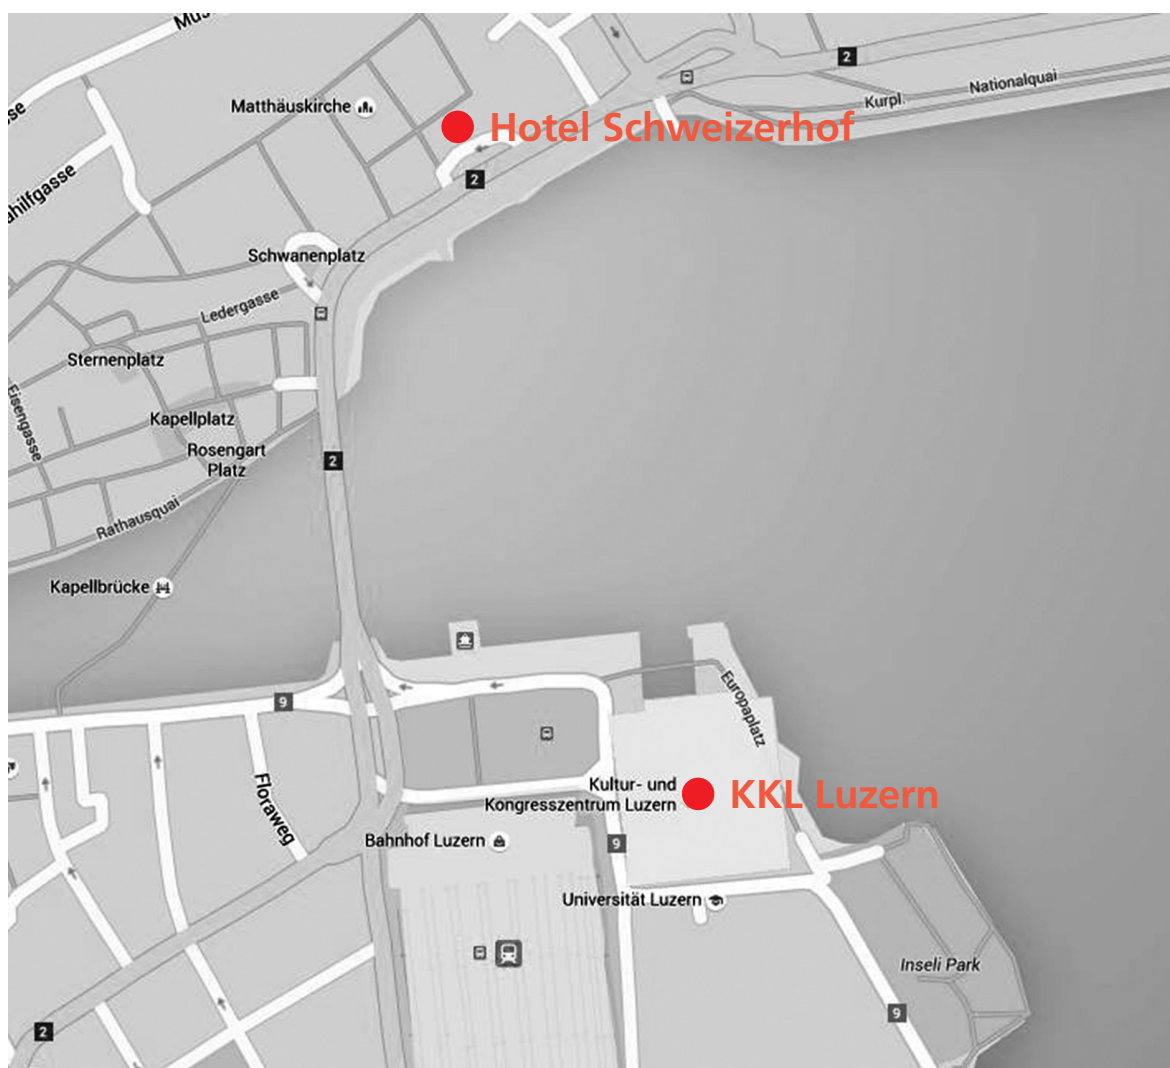 2
Kurpl.
Nationalquai
Matthäuskirche
Hotel Schweizerhof
2
Schwanenplatz
Ledergasse
Sternenplatz
Eisengasse
Kapellplatz
Rosengart
Platz
2
Rathausquai
Kapellbrücke
9
Europaplatz
Floraweg
Kultur- und
Kongresszentrum Luzern
KKL Luzern
Bahnhof Luzern
9
Universität Luzern
Inseli Park
9
2